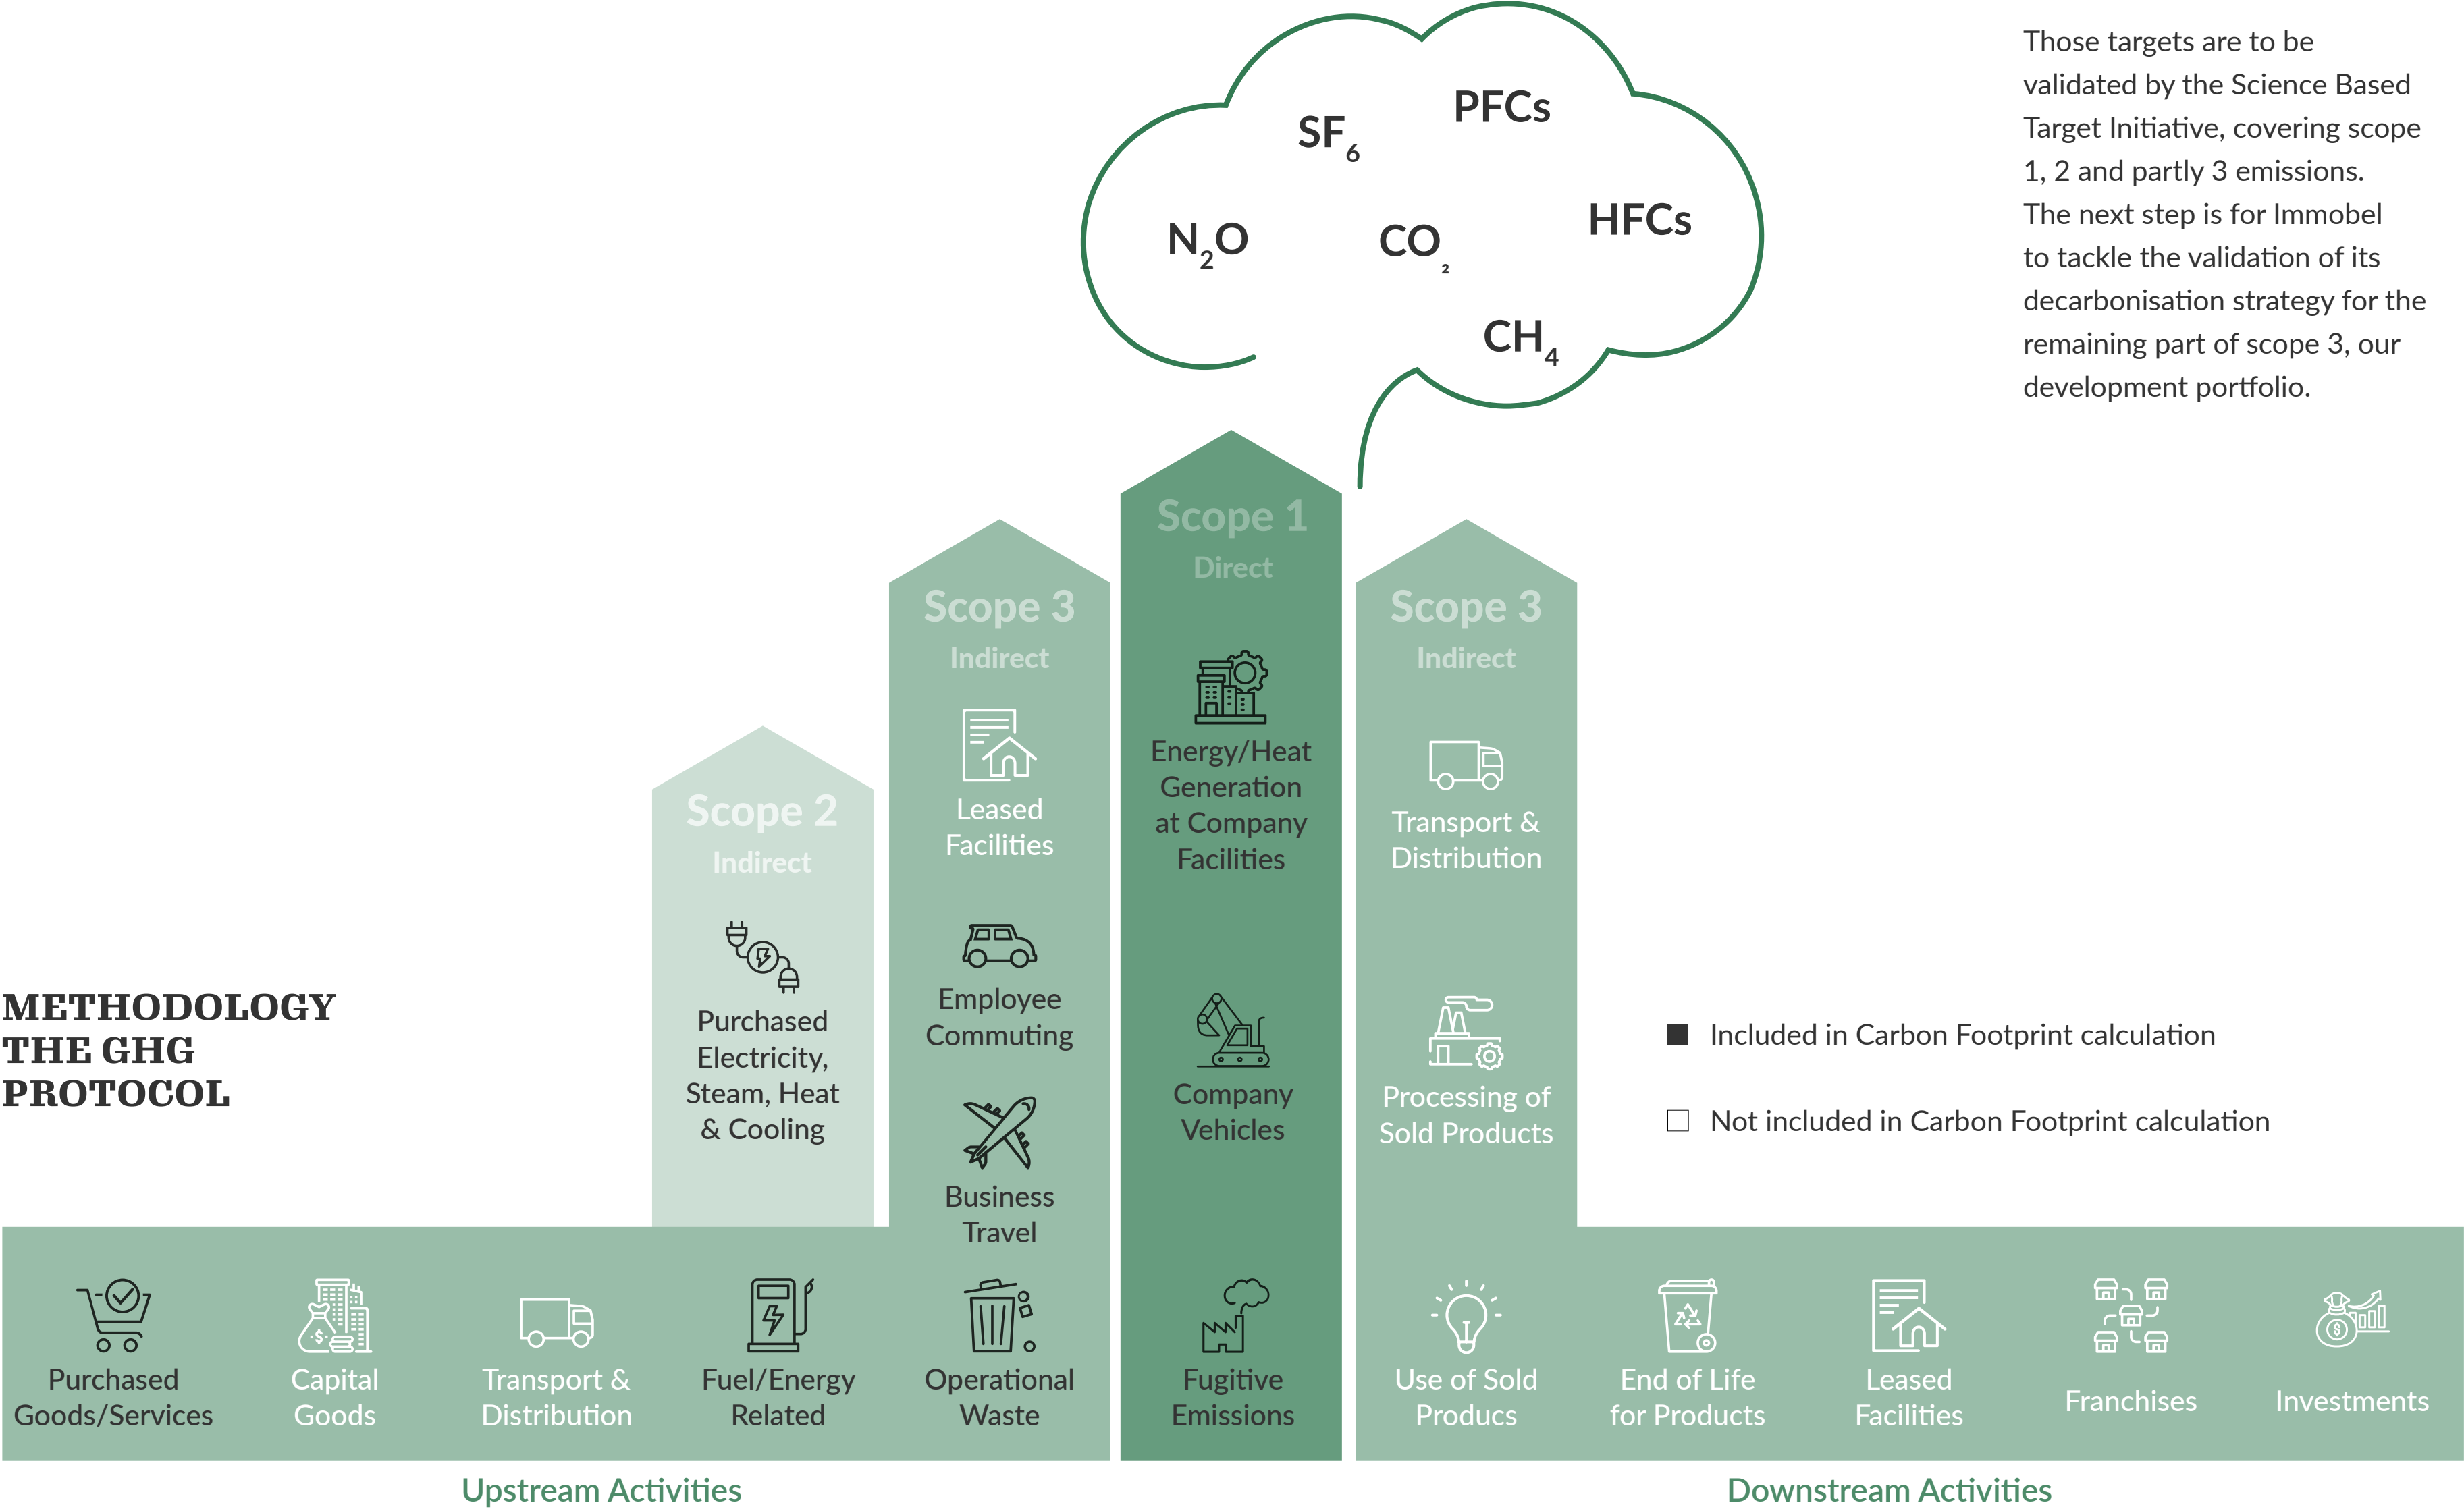 Those targets are to be
validated by the Science Based
Target Initiative, covering scope
1, 2 and partly 3 emissions.
The next step is for Immobel
to tackle the validation of its
decarbonisation strategy for the
remaining part of scope 3, our
development portfolio.
SF6
PFCs
N2O
CO2
HFCs
CH4
METHODOLOGY
THE GHG
PROTOCOL
Scope 2
Indirect
Purchased
Electricity,
Steam, Heat
& Cooling
Scope 3
Indirect
Leased
Facilities
Employee
Commuting
Business
Travel
Scope 1
Direct
Energy/Heat
Generation
at Company
Facilities
Company
Vehicles
Scope 3
Indirect
Transport &
Distribution
Processing of
Sold Products
Included in Carbon Footprint calculation
Not included in Carbon Footprint calculation
Purchased
Goods/Services
Capital
Goods
Transport &
Distribution
Fuel/Energy
Related
Operational
Waste
Fugitive
Emissions
Use of Sold
Producs
End of Life
for Products
Leased
Facilities
Franchises
Investments
Upstream Activities
Downstream Activities